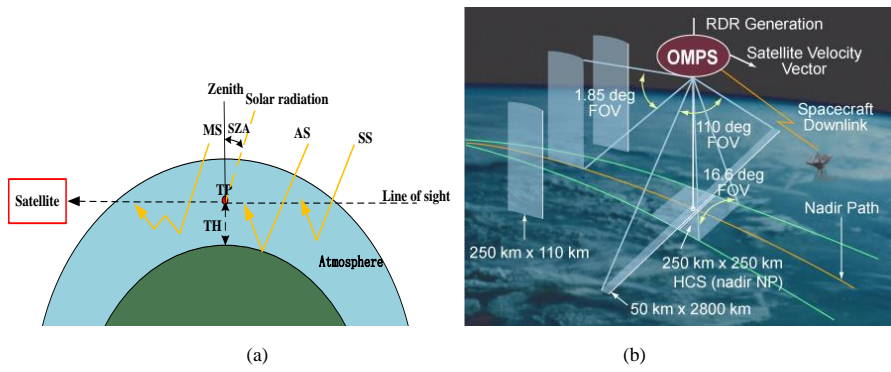 Zenith
Solar radiation
MS
SZA
AS
SS
TP
Satellite
Line of sight
TH
Atmosphere
(a)
RDR Generation
OMPS
Satellite Velocity
Vector
1.85 deg
FOV
110 deg
FOV
Spacecraft
Downlink
16.6 deg
FOV
Nadir Path
250 km x 110 km
250 km x 250 km
HCS (nadir NP)
50 km x 2800 km
(b)